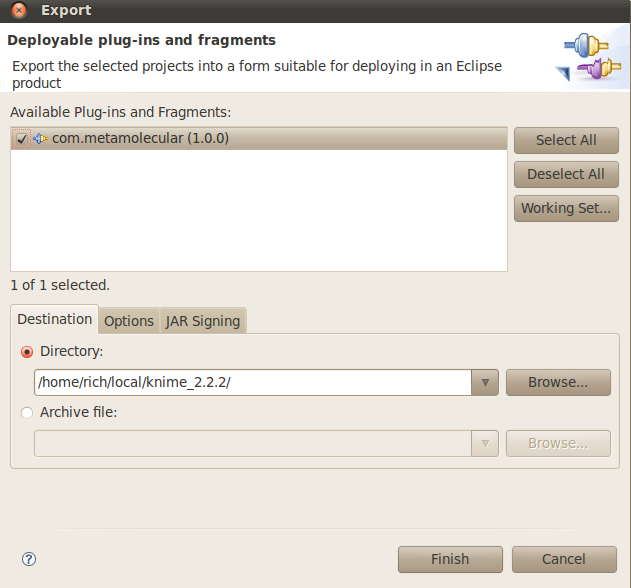 Export
Deployable plug-ins and fragments
Export the selected projects into a form suitable for deploying in an Eclipse
product
Available Plug-ins and Fragments:
com.metamolecular (1.0.0)
Select All
Deselect All
Working Set...
1 of 1 selected.
Destination
Options
JAR Signing
Directory:
/home/rich/local/knime_2.2.2/
Browse...
Archive file:
Browse...
?
Finish
Cancel